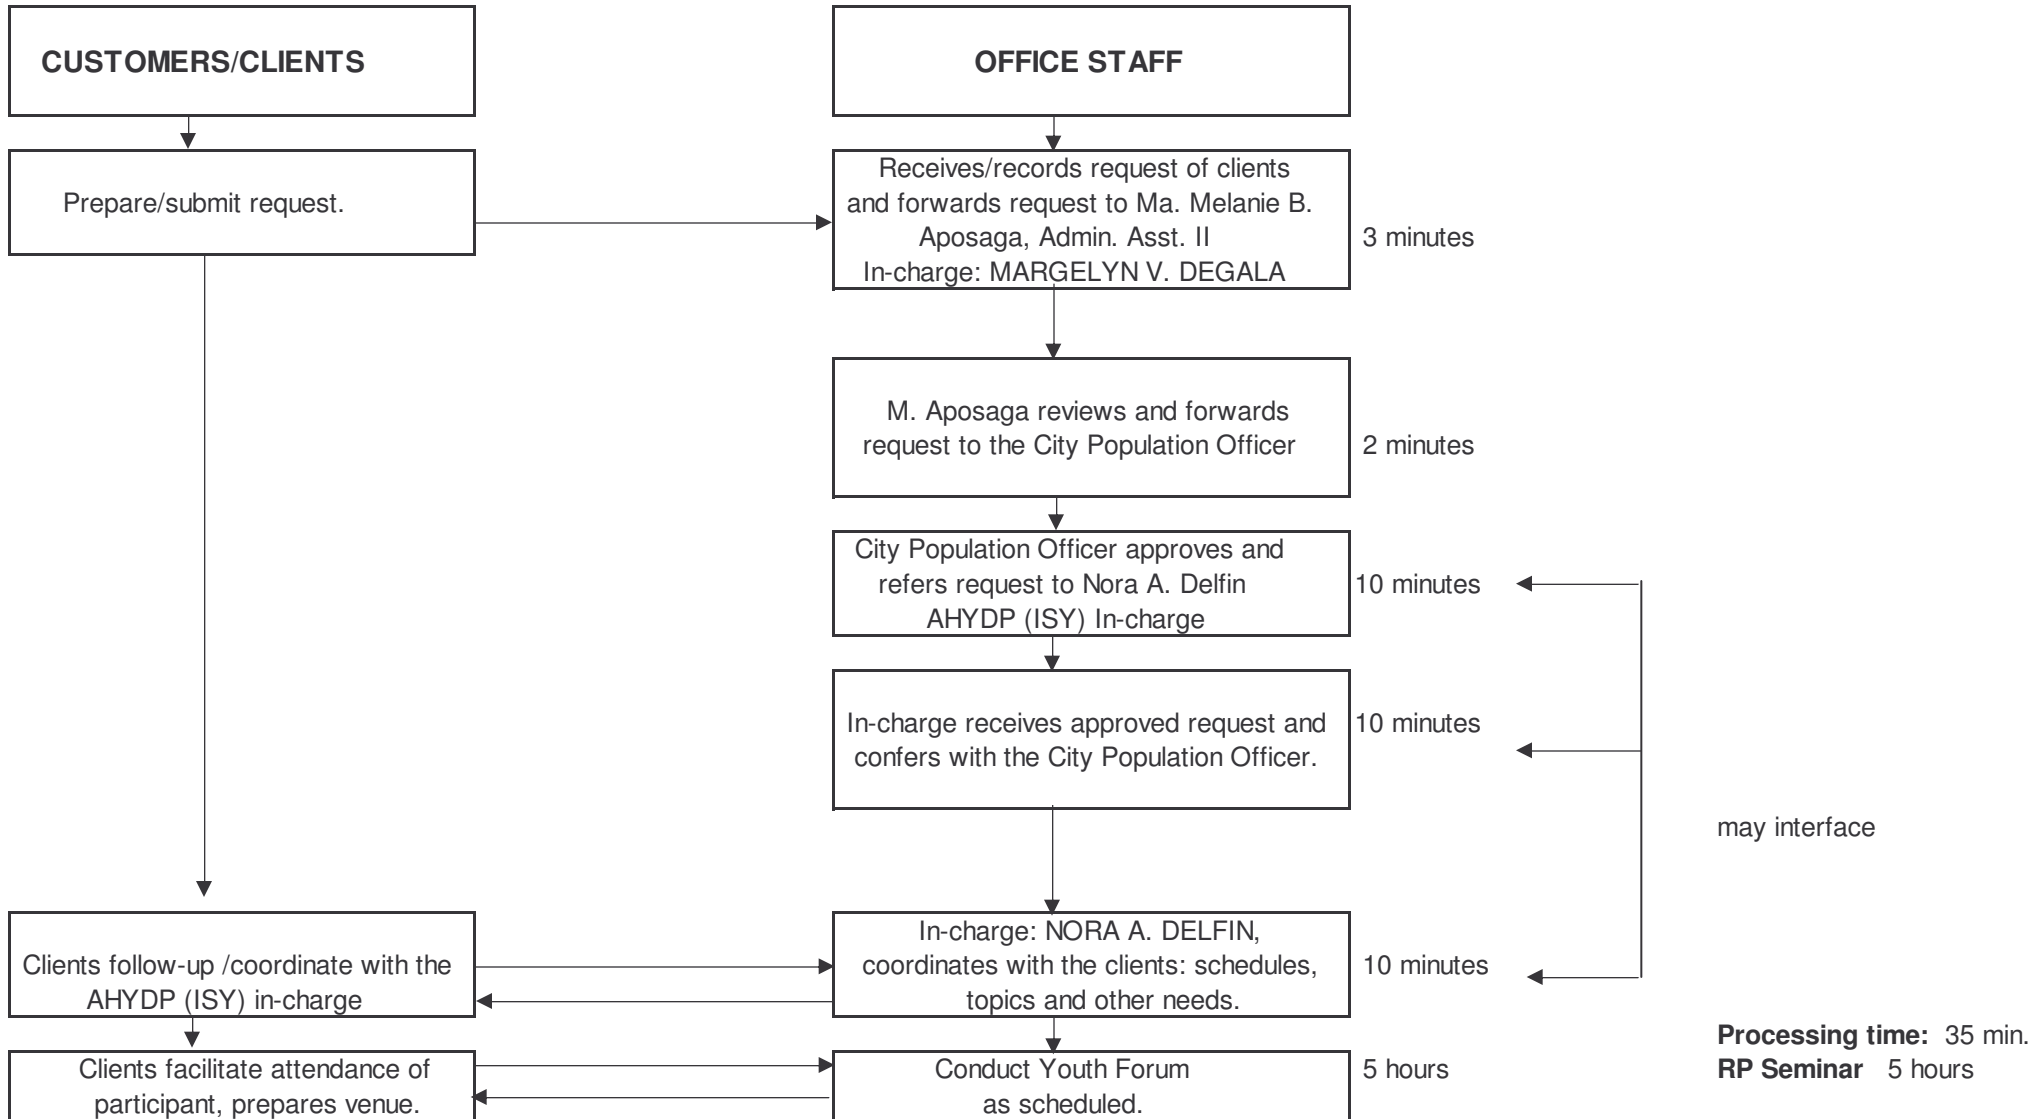 CUSTOMERS/CLIENTS
OFFICE STAFF
Prepare/submit request.
Receives/records request of clients
and forwards request to Ma. Melanie B.
Aposaga, Admin. Asst. II
In-charge: MARGELYN V. DEGALA
3 minutes
M. Aposaga reviews and forwards
request to the City Population Officer
2 minutes
City Population Officer approves and
refers request to Nora A. Delfin
AHYDP (ISY) In-charge
10 minutes
In-charge receives approved request and
confers with the City Population Officer.
10 minutes
may interface
Clients follow-up /coordinate with the
AHYDP (ISY) in-charge
In-charge: NORA A. DELFIN,
coordinates with the clients: schedules,
topics and other needs.
10 minutes
Clients facilitate attendance of
participant, prepares venue.
Conduct Youth Forum
as scheduled.
5 hours
Processing time: 35 min.
RP Seminar 5 hours